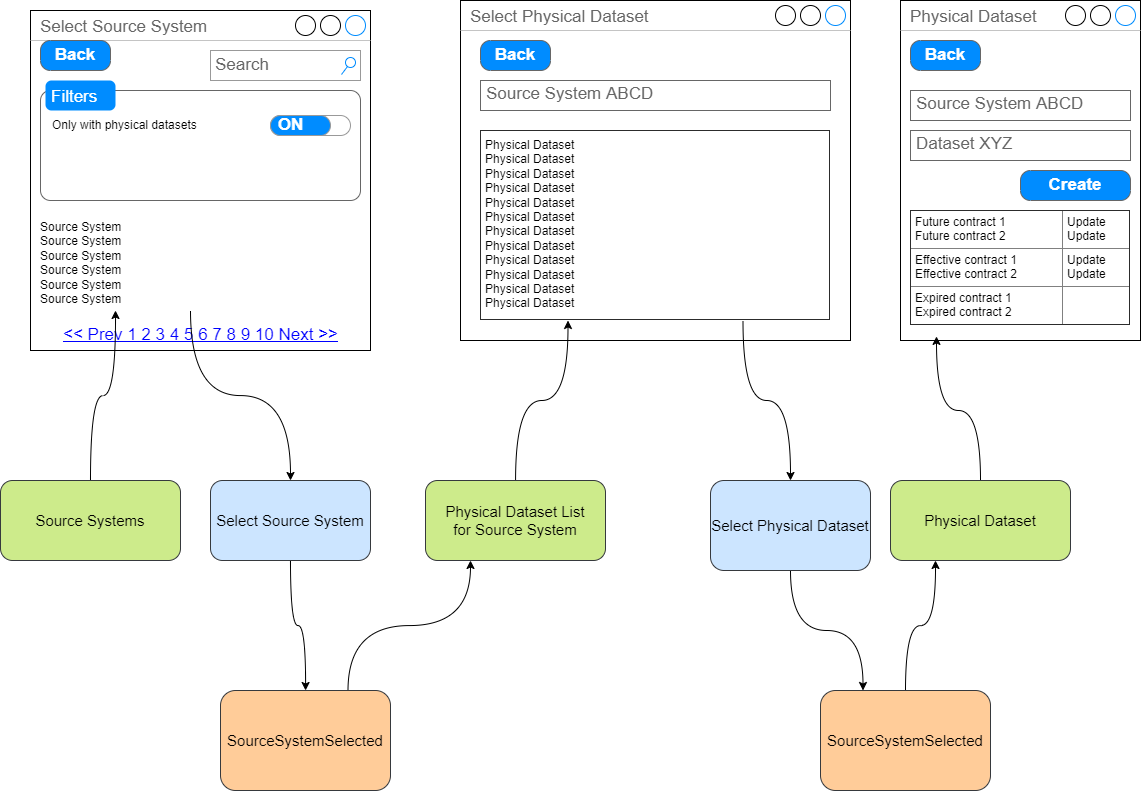 Select Source System
Back
Search
Filters
Only with physical datasets
ON
Source System
Source System
Source System
Source System
Source System
Source System
<< Prev 1 2 3 4 5 6 7 8 9 10 Next >>
Select Physical Dataset
Back
Source System ABCD
Physical Dataset
Physical Dataset
Physical Dataset
Physical Dataset
Physical Dataset
Physical Dataset
Physical Dataset
Physical Dataset
Physical Dataset
Physical Dataset
Physical Dataset
Physical Dataset
Physical Dataset
Back
Source System ABCD
Dataset XYZ
Create
Future contract 1 Update
Future contract 2 Update
Effective contract 1 Update
Effective contract 2 Update
Expired contract 1
Expired contract 2
Source Systems
Select Source System
Physical Dataset List
for Source System
Select Physical Dataset
Physical Dataset
SourceSystemSelected
SourceSystemSelected